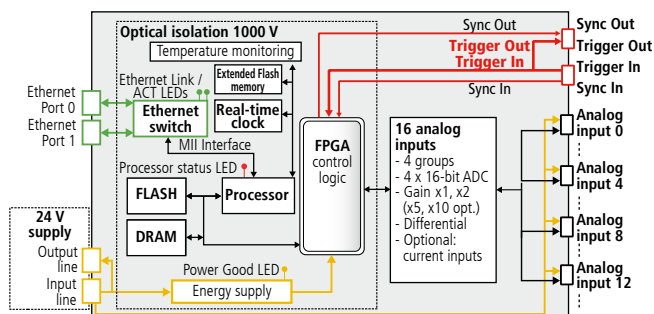 Optical isolation 1000 V
Temperature monitoring
Extended Flash
memory
Real-time
clock
Ethernet Link /
ACT LEDs
Ethernet
Port 0
Ethernet
Port 1
Ethernet
switch
MII Interface
Processor status LED
FLASH
Processor
DRAM
24 V
supply
Output
line
Input
line
Power Good LED
Energy supply
FPGA
control
logic
Sync Out
Trigger Out
Trigger In
Sync In
16 analog
inputs
- 4 groups
- 4 x 16-bit ADC
- Gain x1, x2
(x5, x10 opt.)
- Differential
- Optional:
current inputs
Sync Out
Trigger Out
Trigger In
Sync In
Analog
input 0
Analog
input 4
Analog
input 8
Analog
input 12